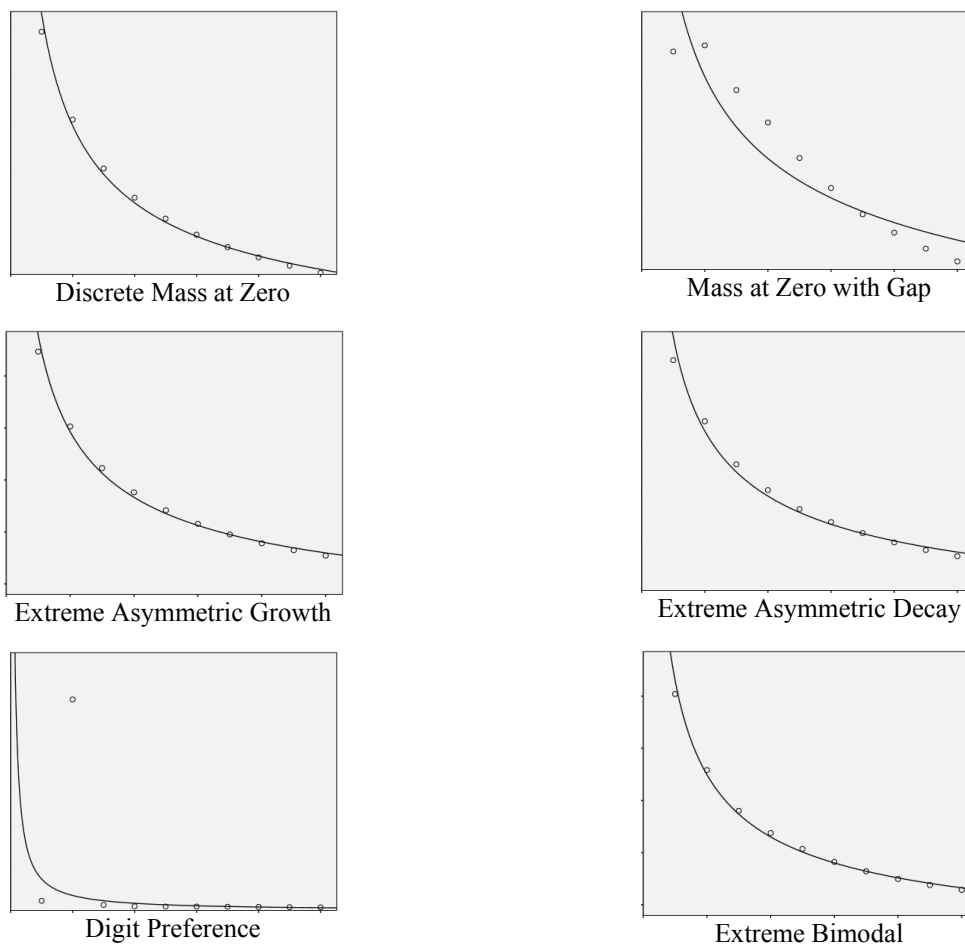 Discrete Mass at Zero
Mass at Zero with Gap
Extreme Asymmetric Growth
Extreme Asymmetric Decay
Digit Preference
Extreme Bimodal